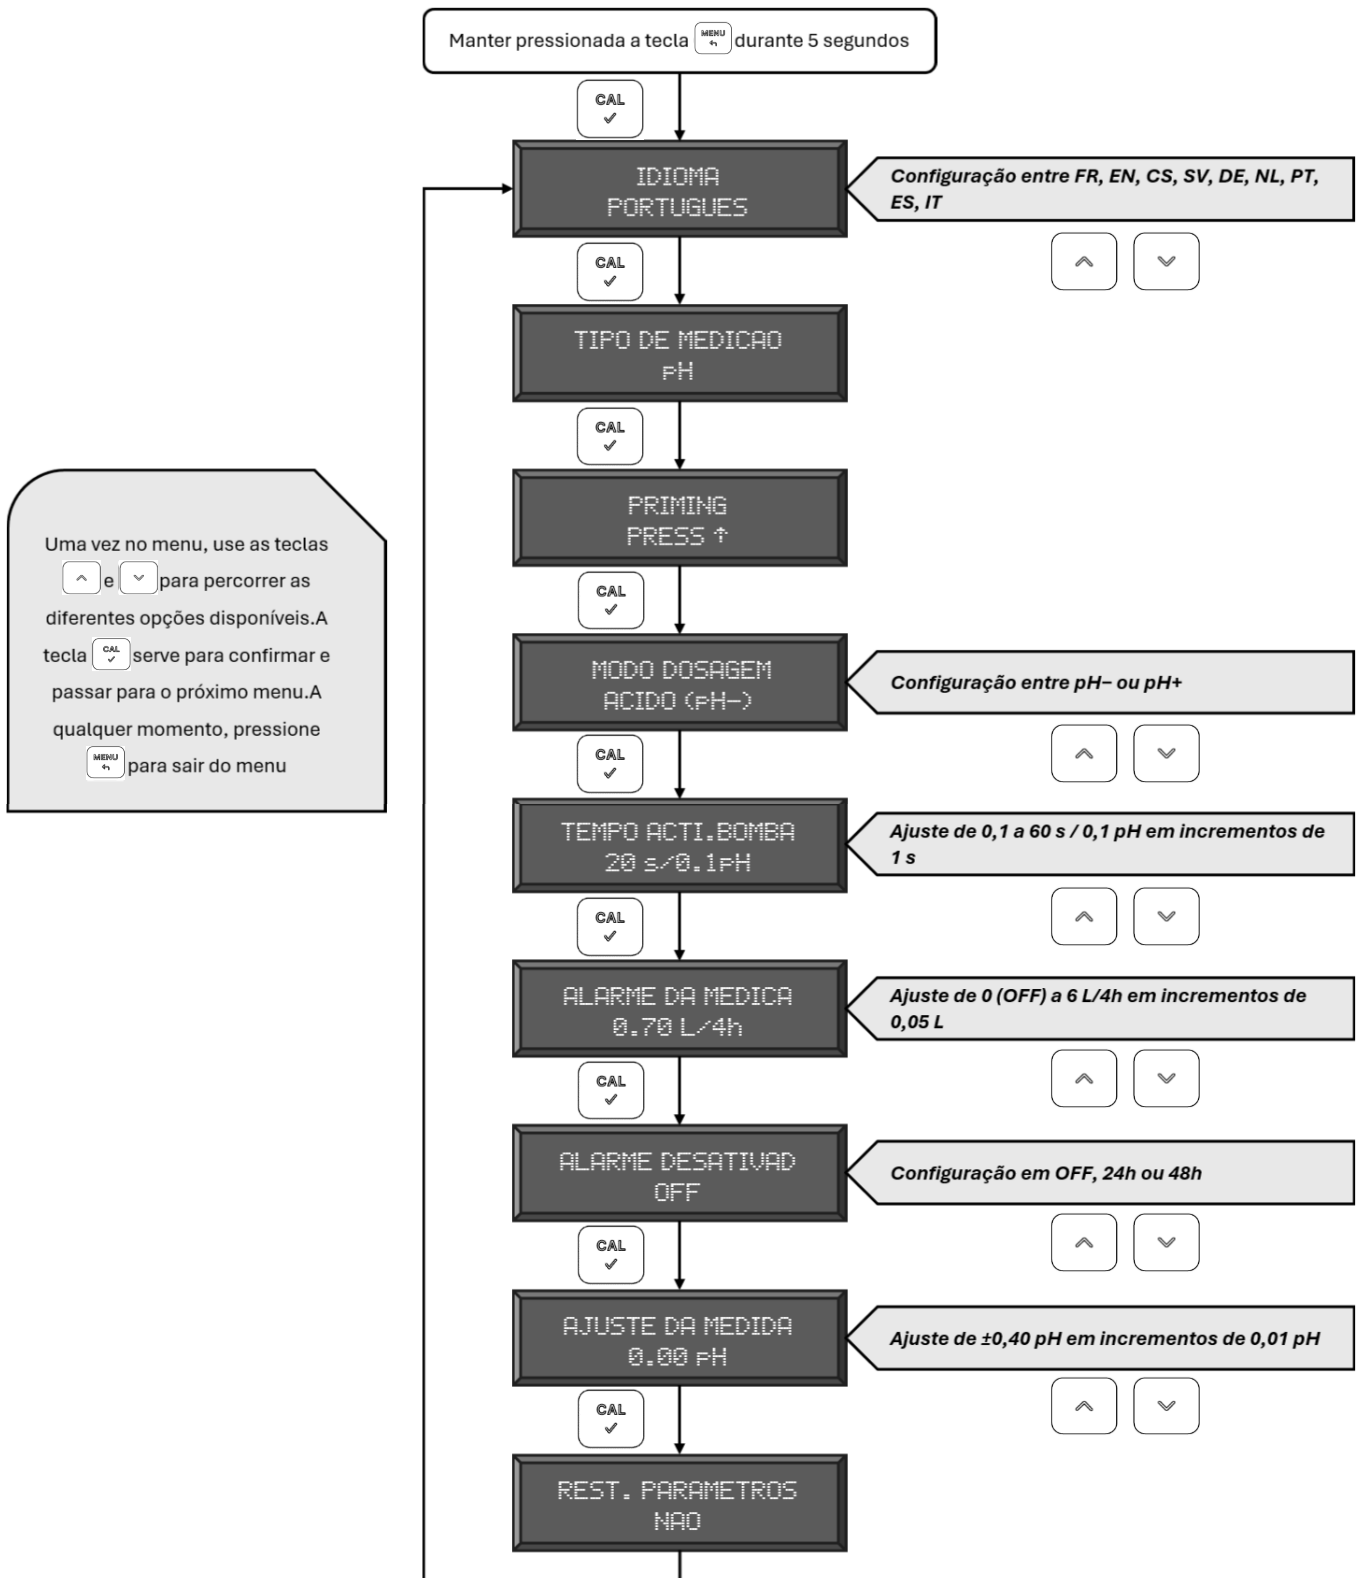 Manter pressionada a tecla MENU durante 5 segundos
CAL
IDIOMA
PORTUGUES
Configuração entre FR, EN, CS, SV, DE, NL, PT,
ES, IT
CAL
TIPO DE MEDICAO
pH
CAL
PRIMING
PRESS ↑
Uma vez no menu, use as teclas
e para percorrer as
diferentes opções disponíveis.A
tecla CAL serve para confirmar e
passar para o próximo menu.A
qualquer momento, pressione
MENU para sair do menu
CAL
MODO DOSAGEM
ACIDO (pH-)
Configuração entre pH− ou pH+
CAL
TEMPO ACTI.BOMBA
20 s/0.1pH
Ajuste de 0,1 a 60 s / 0,1 pH em incrementos de
1 s
CAL
ALARME DA MEDICA
0.70 L/4h
Ajuste de 0 (OFF) a 6 L/4h em incrementos de
0,05 L
CAL
ALARME DESATIVAD
OFF
Configuração em OFF, 24h ou 48h
CAL
AJUSTE DA MEDIDA
0.00 pH
Ajuste de ±0,40 pH em incrementos de 0,01 pH
CAL
REST. PARAMETROS
NAO